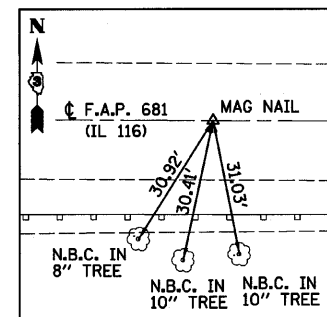 N
3
℄ F.A.P. 681
(IL 116)
MAG NAIL
30.92'
30.41'
31.03'
N.B.C. IN
8" TREE
N.B.C. IN
10" TREE
N.B.C. IN
10" TREE